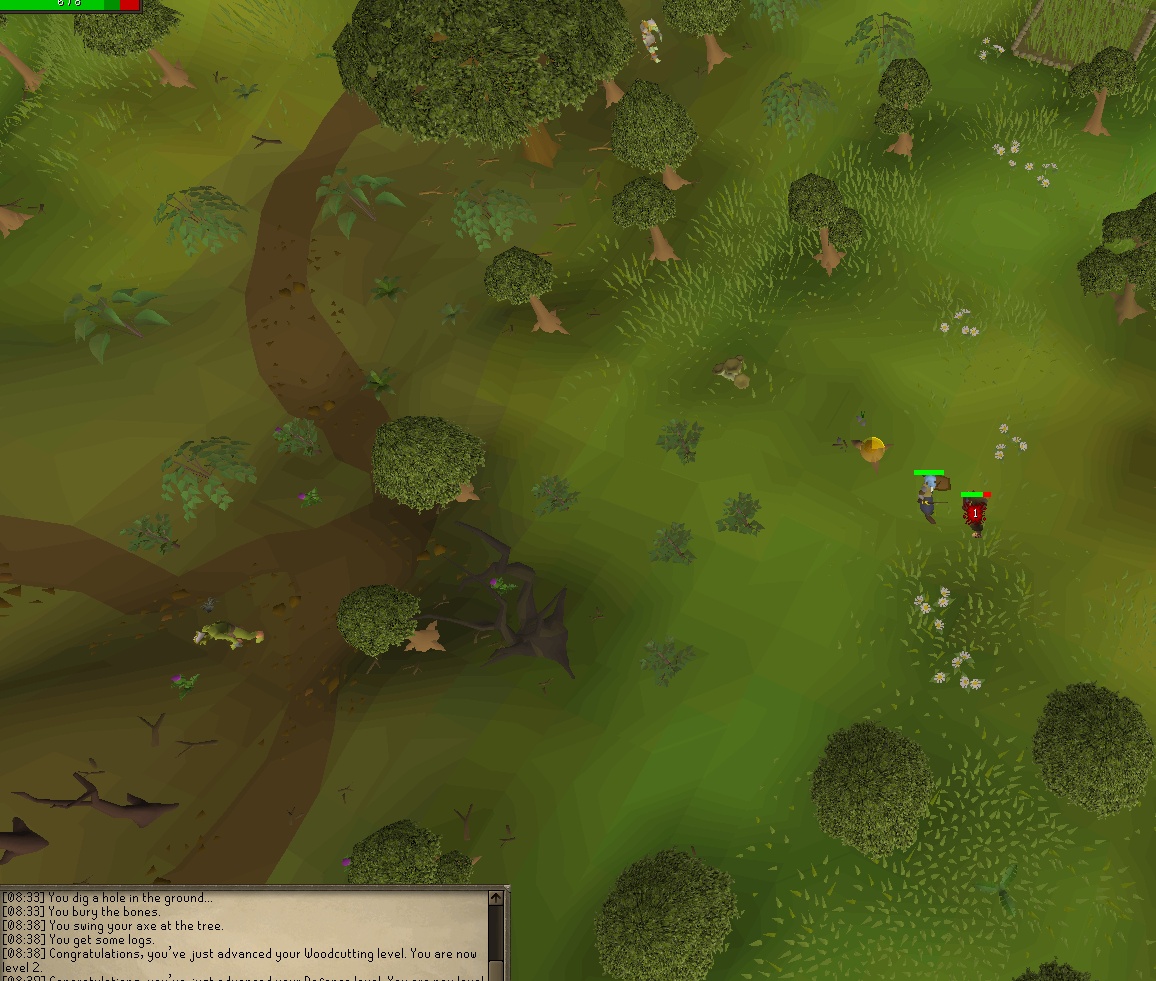 1
[08:33] You dig a hole in the ground...
[08:33] You bury the bones.
[08:38] You swing your axe at the tree.
[08:38] You get some logs.
[08:38] Congratulations, you've just advanced your Woodcutting level. You are now
level 2.